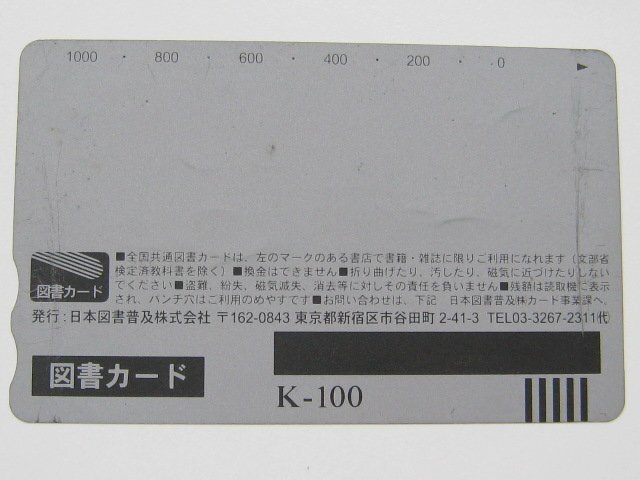 1000 ・ 800 ・ 600 ・ 400 ・ 200 ・ 0 ▶
■全国共通図書カードは、左のマークのある書店で書籍・雑誌に限りご利用になれます（文部省
検定済教科書を除く）■換金はできません■折り曲げたり、汚したり、磁気に近づけたりしない
でください■盗難、紛失、磁気滅失、消去等に対しその責任を負いません■残額は読取機に表示
され、パンチ穴はご利用のめやすです■お問い合わせは、下記 日本図書普及㈱カード事業課へ。
図書カード
発行：日本図書普及株式会社 〒162-0843 東京都新宿区市谷田町 2-41-3 TEL03-3267-2311代
図書カード
K-100